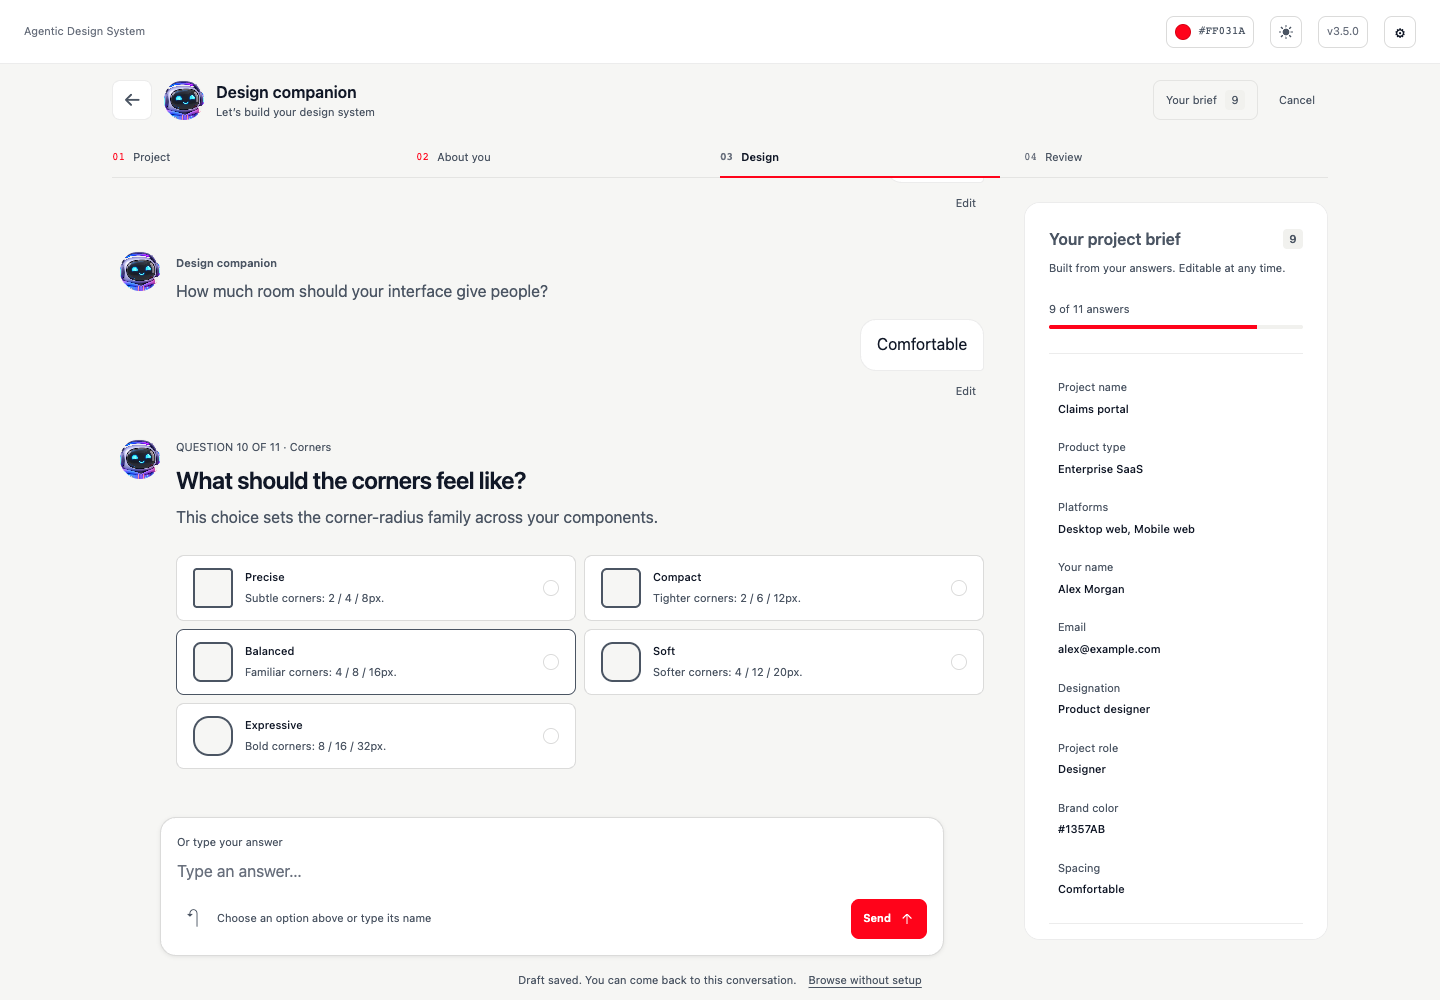 Agentic Design System
#FF031A
v3.5.0
Design companion
Let's build your design system
Your brief 9
Cancel
01 Project
02 About you
03 Design
04 Review
Edit
Design companion
How much room should your interface give people?
Comfortable
Edit
QUESTION 10 OF 11 · Corners
What should the corners feel like?
This choice sets the corner-radius family across your components.
Precise
Subtle corners: 2 / 4 / 8px.
Compact
Tighter corners: 2 / 6 / 12px.
Balanced
Familiar corners: 4 / 8 / 16px.
Soft
Softer corners: 4 / 12 / 20px.
Expressive
Bold corners: 8 / 16 / 32px.
Or type your answer
Type an answer...
Choose an option above or type its name
Send
Draft saved. You can come back to this conversation. Browse without setup
Your project brief 9
Built from your answers. Editable at any time.
9 of 11 answers
Project name
Claims portal
Product type
Enterprise SaaS
Platforms
Desktop web, Mobile web
Your name
Alex Morgan
Email
alex@example.com
Designation
Product designer
Project role
Designer
Brand color
#1357AB
Spacing
Comfortable